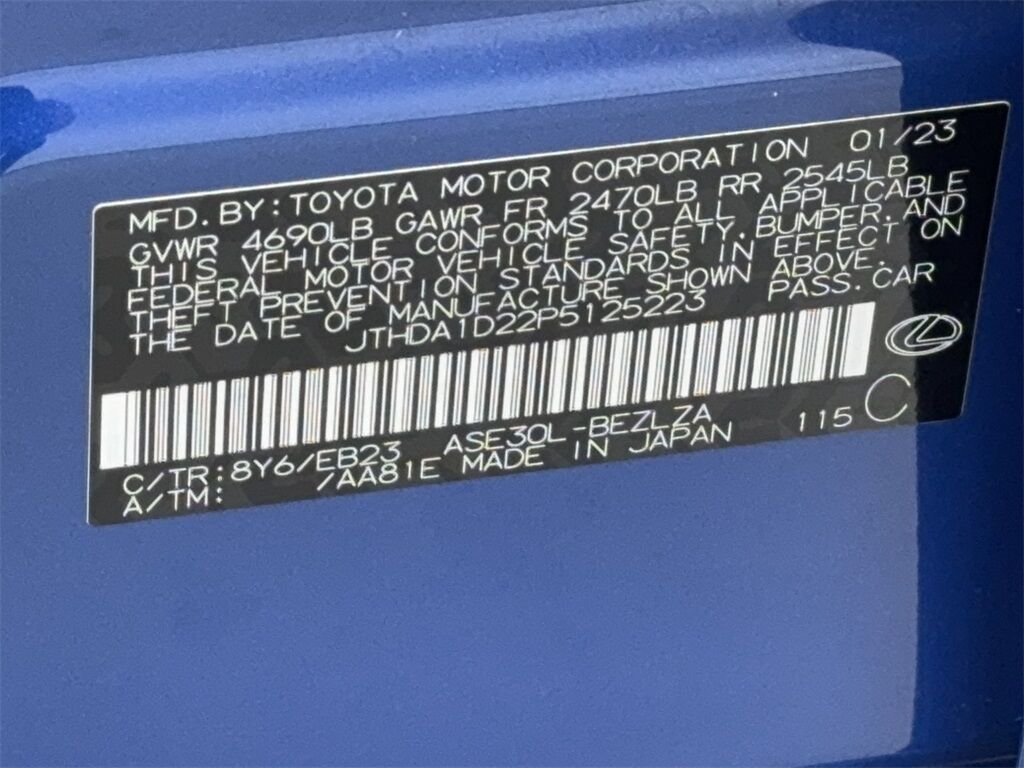 MFD. BY: TOYOTA MOTOR CORPORATION 01/23
GVWR 4690LB GAWR FR 2470LB RR 2545LB
THIS VEHICLE CONFORMS TO ALL APPLICABLE
FEDERAL MOTOR VEHICLE SAFETY, BUMPER, AND
THEFT PREVENTION STANDARDS IN EFFECT ON
THE DATE OF MANUFACTURE SHOWN ABOVE.
JTHDA1D22P5125223 PASS. CAR
C/TR: 8Y6/EB23 ASE30L-BEZLZA 115 C
A/TM: /AA81E MADE IN JAPAN